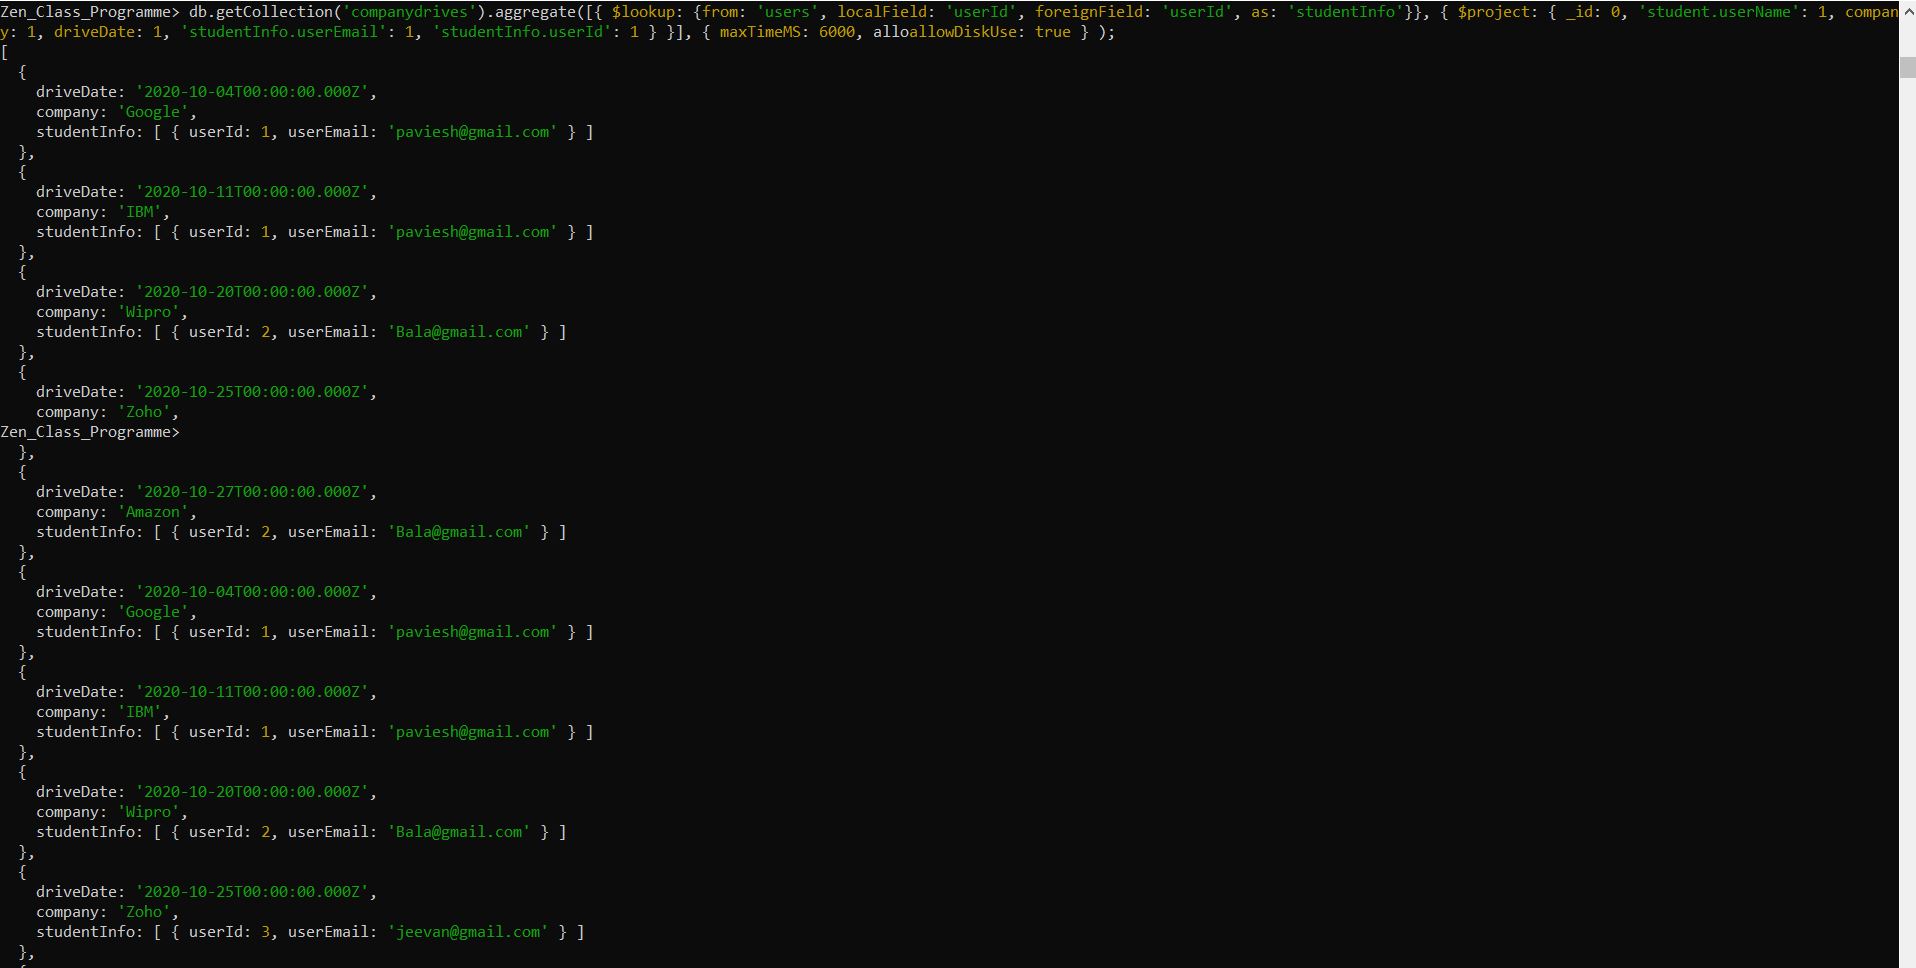 Zen_Class_Programme> db.getCollection('companydrives').aggregate([{ $lookup: {from: 'users', localField: 'userId', foreignField: 'userId', as: 'studentInfo'}}, { $project: { _id: 0, 'student.userName': 1, compan
y: 1, driveDate: 1, 'studentInfo.userEmail': 1, 'studentInfo.userId': 1 } }], { maxTimeMS: 6000, alloallowDiskUse: true } );
[
  {
    driveDate: '2020-10-04T00:00:00.000Z',
    company: 'Google',
    studentInfo: [ { userId: 1, userEmail: 'paviesh@gmail.com' } ]
  },
  {
    driveDate: '2020-10-11T00:00:00.000Z',
    company: 'IBM',
    studentInfo: [ { userId: 1, userEmail: 'paviesh@gmail.com' } ]
  },
  {
    driveDate: '2020-10-20T00:00:00.000Z',
    company: 'Wipro',
    studentInfo: [ { userId: 2, userEmail: 'Bala@gmail.com' } ]
  },
  {
    driveDate: '2020-10-25T00:00:00.000Z',
    company: 'Zoho',
Zen_Class_Programme>
  },
  {
    driveDate: '2020-10-27T00:00:00.000Z',
    company: 'Amazon',
    studentInfo: [ { userId: 2, userEmail: 'Bala@gmail.com' } ]
  },
  {
    driveDate: '2020-10-04T00:00:00.000Z',
    company: 'Google',
    studentInfo: [ { userId: 1, userEmail: 'paviesh@gmail.com' } ]
  },
  {
    driveDate: '2020-10-11T00:00:00.000Z',
    company: 'IBM',
    studentInfo: [ { userId: 1, userEmail: 'paviesh@gmail.com' } ]
  },
  {
    driveDate: '2020-10-20T00:00:00.000Z',
    company: 'Wipro',
    studentInfo: [ { userId: 2, userEmail: 'Bala@gmail.com' } ]
  },
  {
    driveDate: '2020-10-25T00:00:00.000Z',
    company: 'Zoho',
    studentInfo: [ { userId: 3, userEmail: 'jeevan@gmail.com' } ]
  },
  {